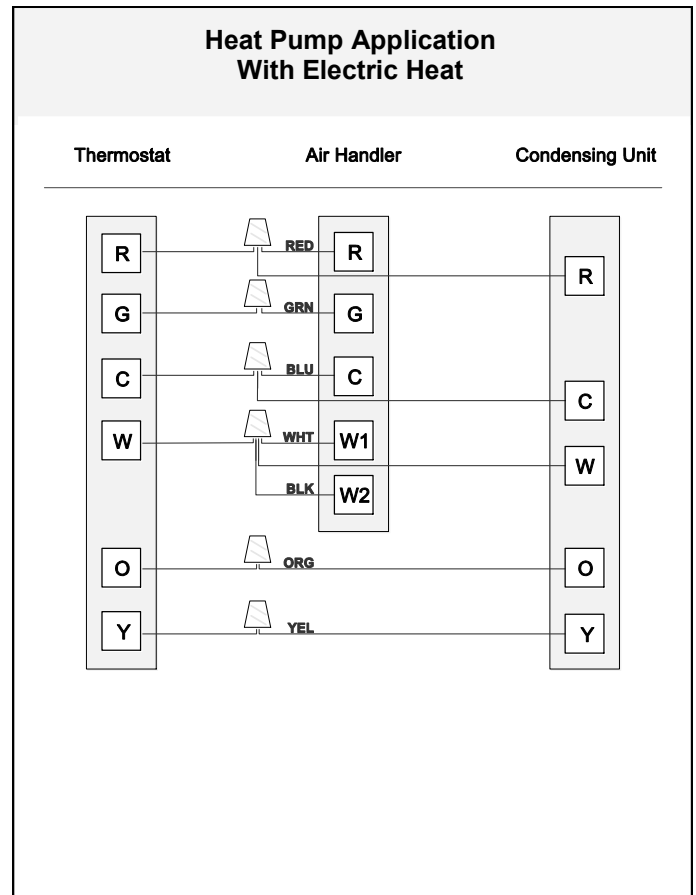 Heat Pump Application
With Electric Heat
Thermostat Air Handler Condensing Unit
R RED R R
G GRN G
C BLU C C
W WHT W1 W
BLK W2
O ORG O
Y YEL Y